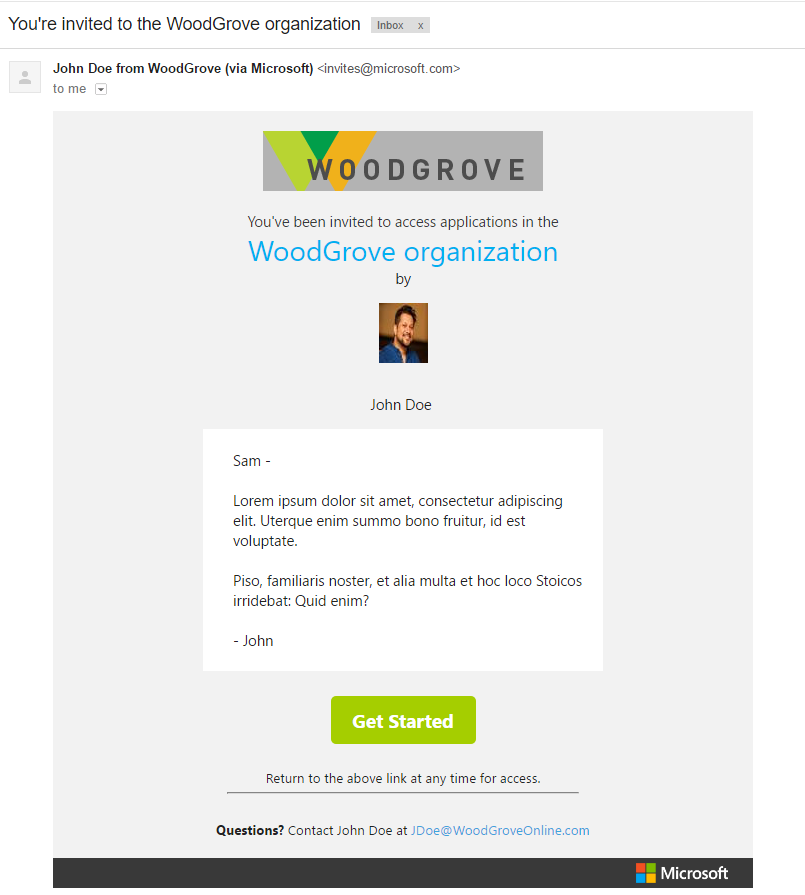 You're invited to the WoodGrove organization Inbox x
John Doe from WoodGrove (via Microsoft) <invites@microsoft.com>
to me
WOODGROVE
You've been invited to access applications in the
WoodGrove organization
by
John Doe
Sam -
Lorem ipsum dolor sit amet, consectetur adipiscing
elit. Uterque enim summo bono fruitur, id est
voluptate.
Piso, familiaris noster, et alia multa et hoc loco Stoicos
irridebat: Quid enim?
- John
Get Started
Return to the above link at any time for access.
Questions? Contact John Doe at JDoe@WoodGroveOnline.com
Microsoft